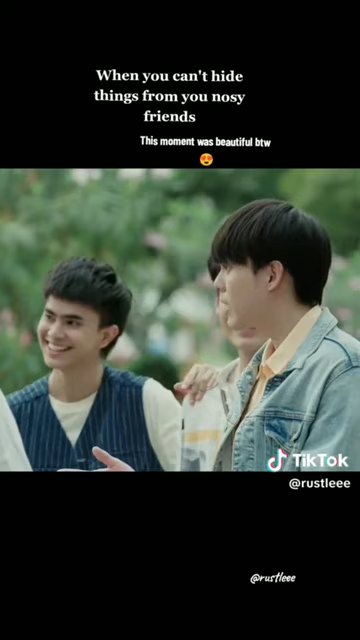 When you can't hide
things from you nosy
friends
This moment was beautiful btw
😍
TikTok
@rustleee
@rustleee